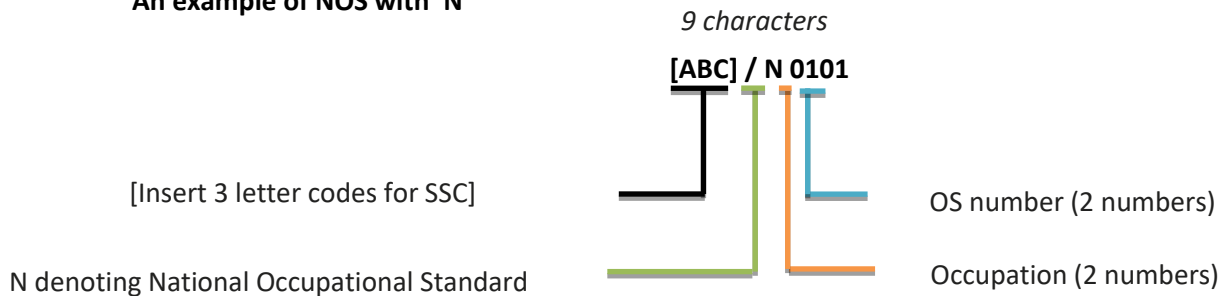 An example of NOS with 'N'
9 characters
[ABC] / N 0101
[Insert 3 letter codes for SSC]
OS number (2 numbers)
N denoting National Occupational Standard
Occupation (2 numbers)